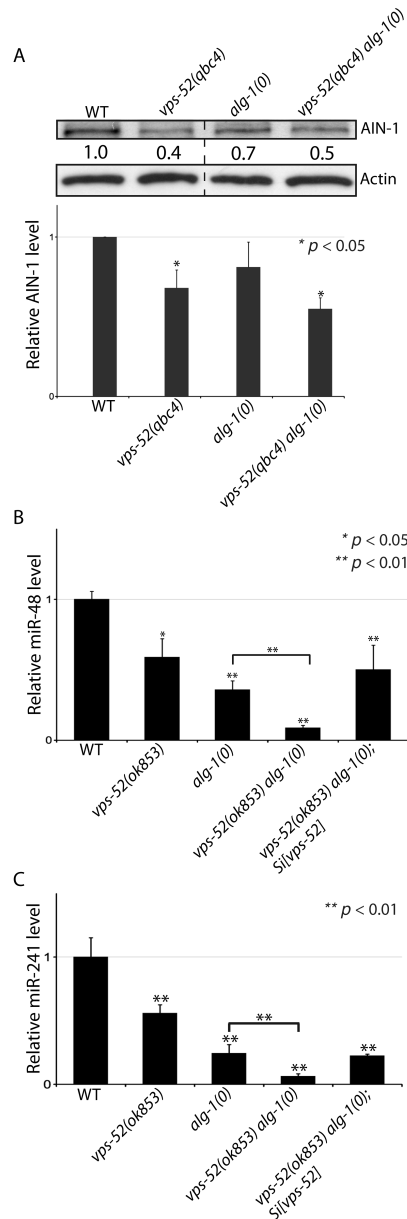 A
WT
vps-52(qbc4)
alg-1(0)
vps-52(qbc4) alg-1(0)
AIN-1
1.0 0.4 0.7 0.5
Actin
Relative AIN-1 level
1
0
* p < 0.05
*
*
WT
vps-52(qbc4)
alg-1(0)
vps-52(qbc4) alg-1(0)
B
* p < 0.05
** p < 0.01
Relative miR-48 level
1
0
*
**
**
**
**
WT
vps-52(ok853)
alg-1(0)
vps-52(ok853) alg-1(0)
vps-52(ok853) alg-1(0);
Si[vps-52]
C
** p < 0.01
Relative miR-241 level
1
0
**
**
**
**
**
WT
vps-52(ok853)
alg-1(0)
vps-52(ok853) alg-1(0)
vps-52(ok853) alg-1(0);
Si[vps-52]